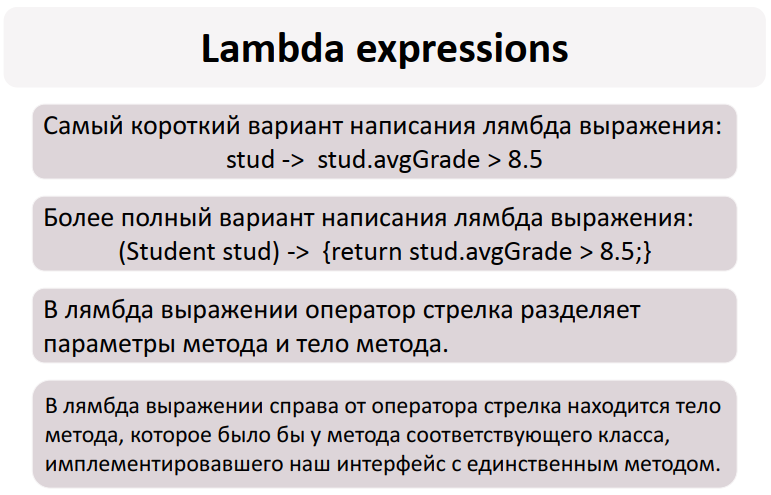 Lambda expressions
Самый короткий вариант написания лямбда выражения:
stud -> stud.avgGrade > 8.5
Более полный вариант написания лямбда выражения:
(Student stud) -> {return stud.avgGrade > 8.5;}
В лямбда выражении оператор стрелка разделяет
параметры метода и тело метода.
В лямбда выражении справа от оператора стрелка находится тело
метода, которое было бы у метода соответствующего класса,
имплементировавшего наш интерфейс с единственным методом.